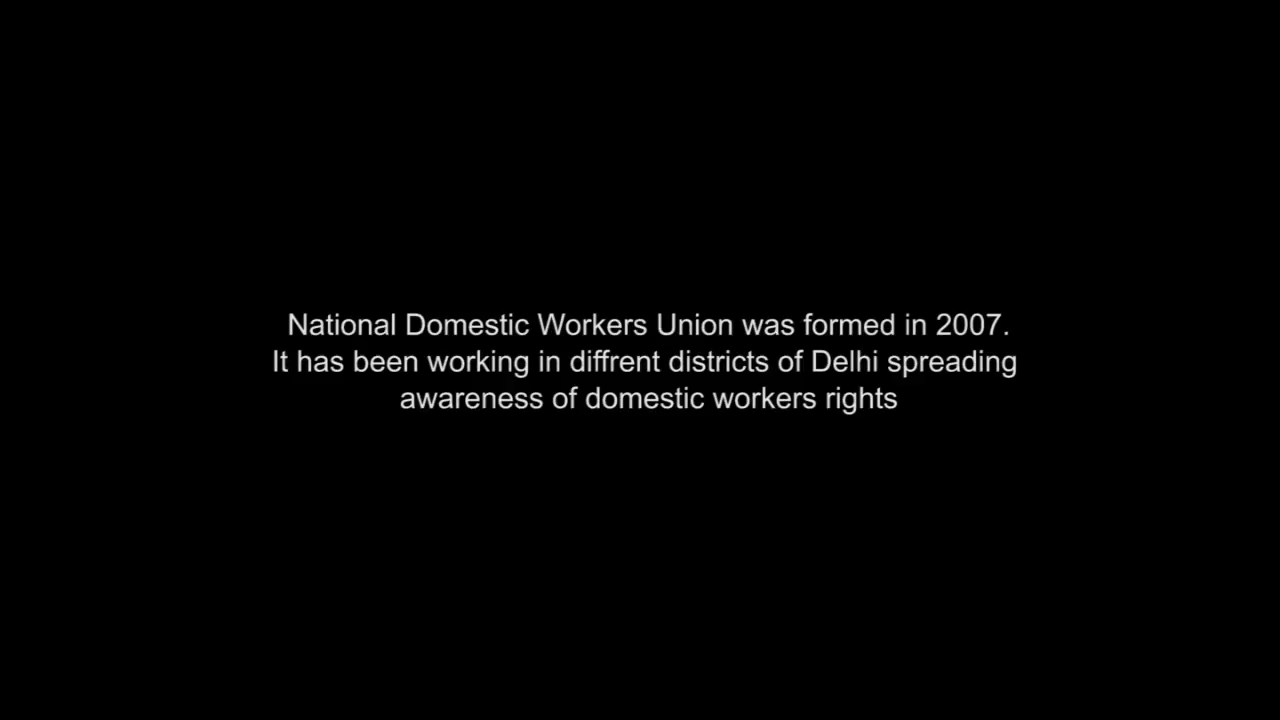 National Domestic Workers Union was formed in 2007.
It has been working in diffrent districts of Delhi spreading
awareness of domestic workers rights